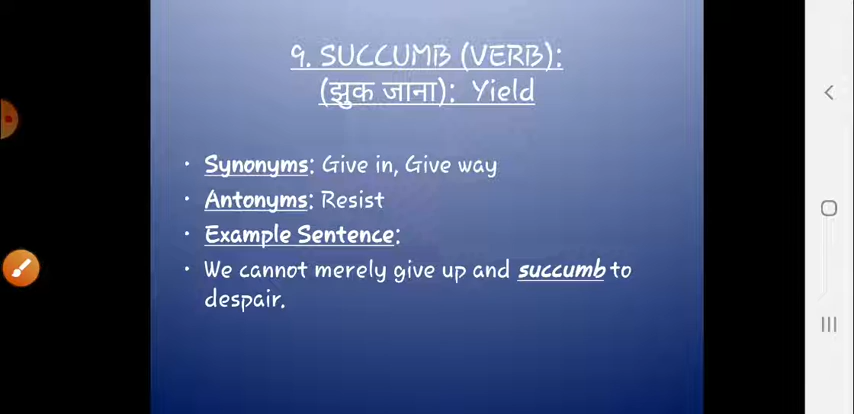 9. SUCCUMB (VERB):
(झुक जाना): Yield
• Synonyms: Give in, Give way
• Antonyms: Resist
• Example Sentence:
• We cannot merely give up and succumb to
despair.